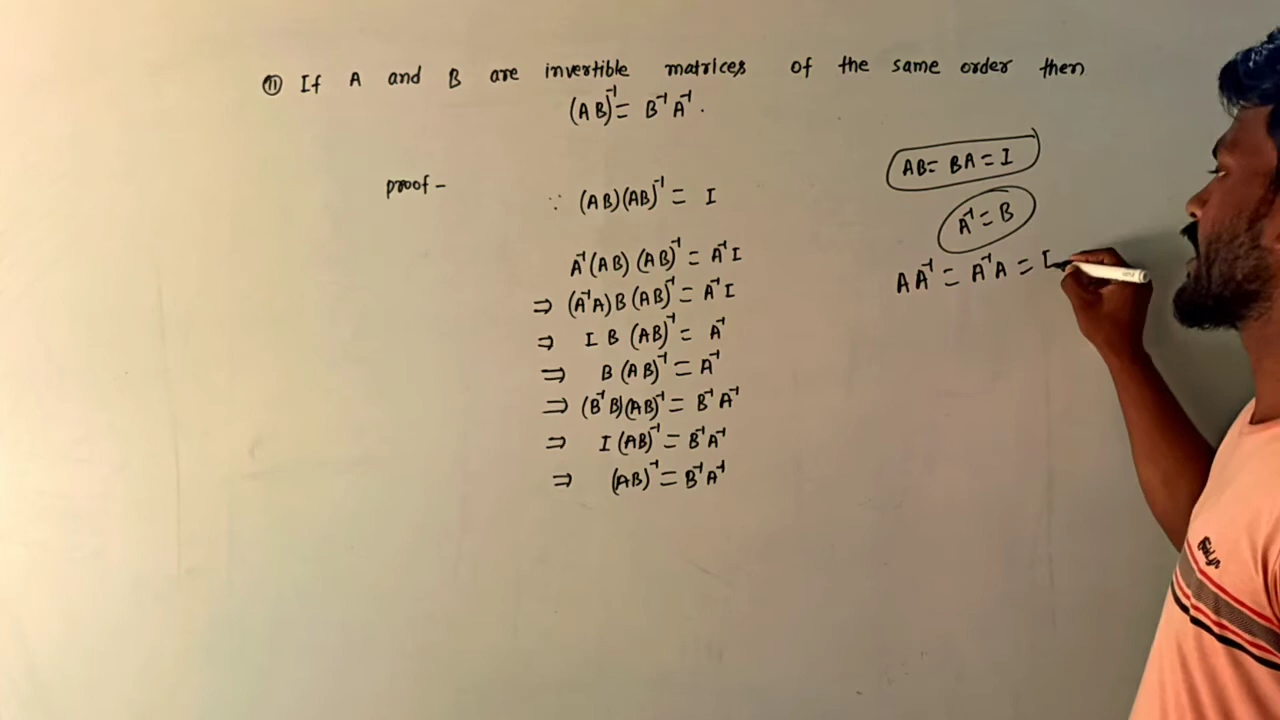 ⑪ If A and B are invertible matrices of the same order then
(AB)⁻¹ = B⁻¹ A⁻¹.
proof -
∵ (AB)(AB)⁻¹ = I
A⁻¹(AB)(AB)⁻¹ = A⁻¹I
⇒ (A⁻¹A)B(AB)⁻¹ = A⁻¹I
⇒ I B (AB)⁻¹ = A⁻¹
⇒ B(AB)⁻¹ = A⁻¹
⇒ (B⁻¹B)(AB)⁻¹ = B⁻¹A⁻¹
⇒ I(AB)⁻¹ = B⁻¹A⁻¹
⇒ (AB)⁻¹ = B⁻¹A⁻¹
AB = BA = I
A⁻¹ = B
AA⁻¹ = A⁻¹A = I